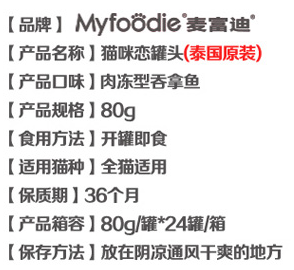 【品牌】Myfoodie®麦富迪®
【产品名称】猫咪恋罐头(泰国原装)
【产品口味】肉冻型吞拿鱼
【产品规格】80g
【食用方法】开罐即食
【适用猫种】全猫适用
【保质期】36个月
【产品箱容】80g/罐*24罐/箱
【保存方法】放在阴凉通风干爽的地方